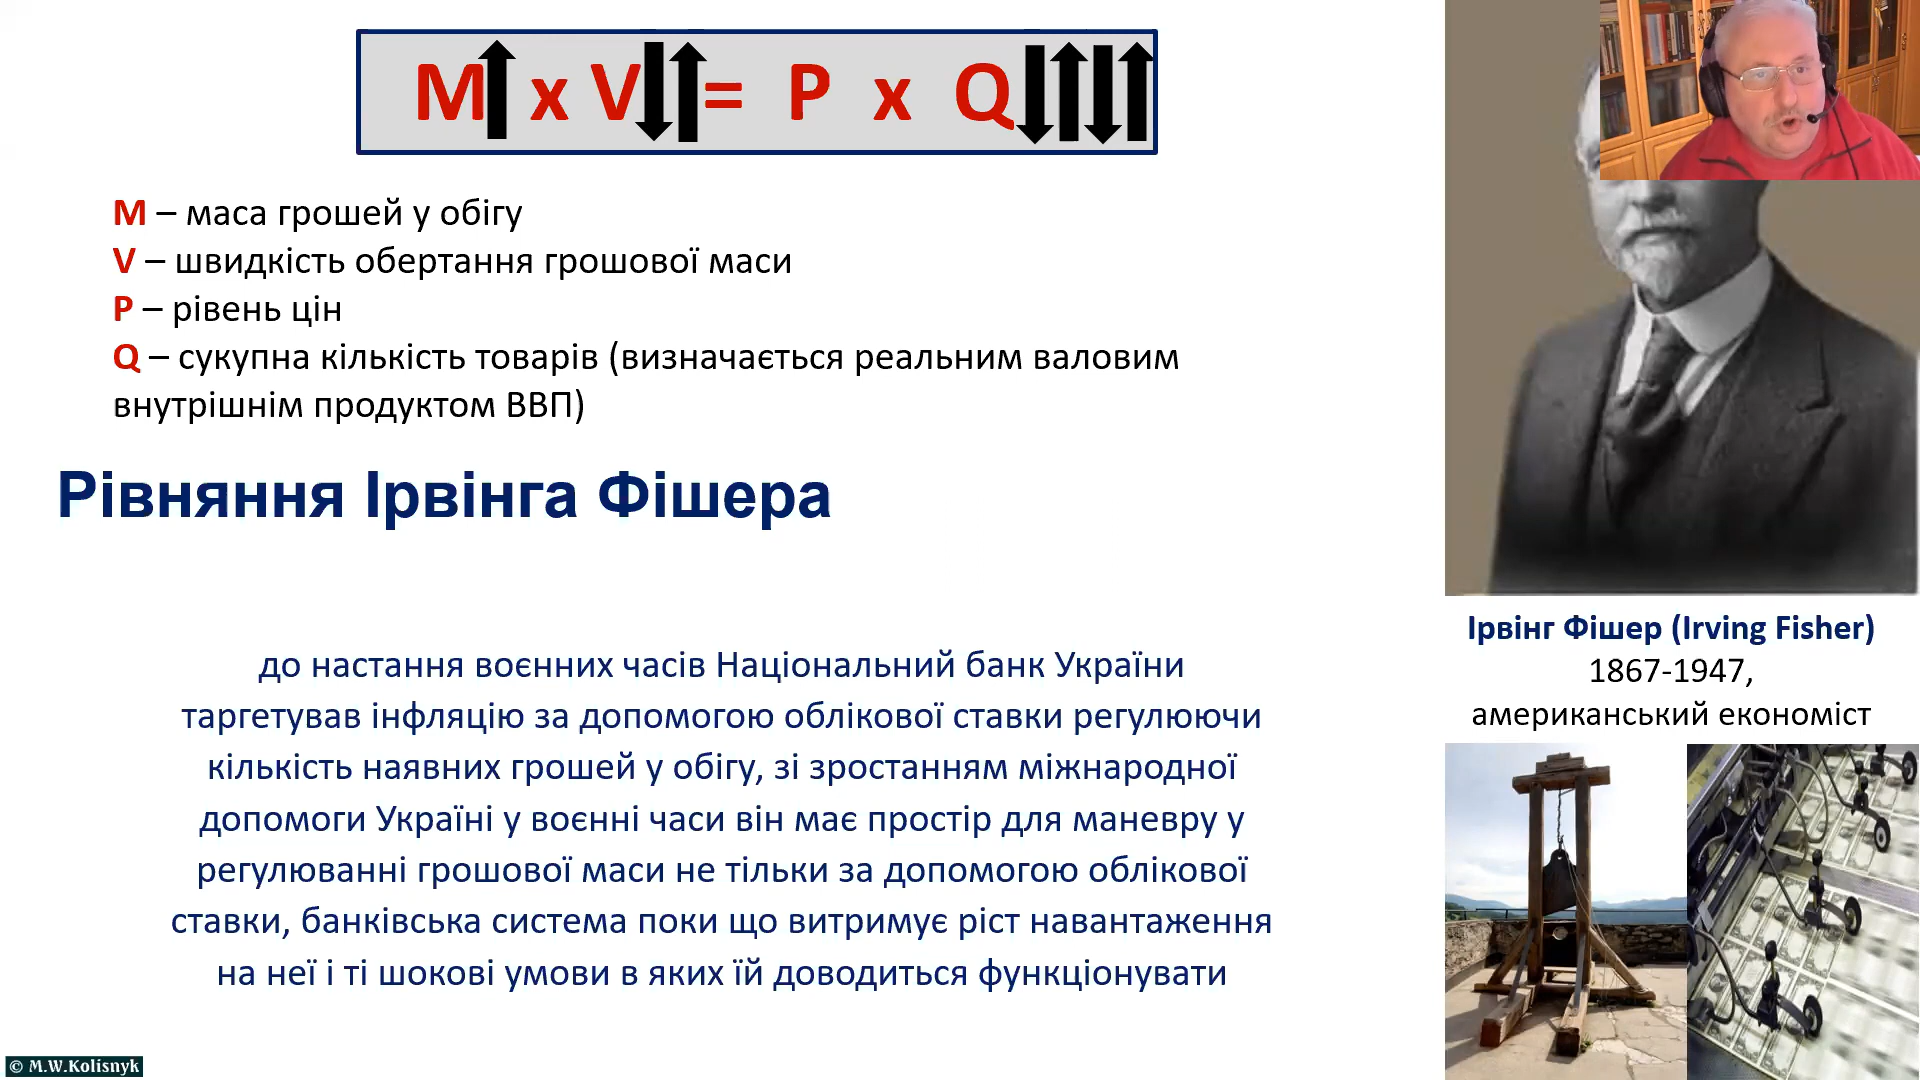 M x V = P x Q
M – маса грошей у обігу
V – швидкість обертання грошової маси
P – рівень цін
Q – сукупна кількість товарів (визначається реальним валовим
внутрішнім продуктом ВВП)
Рівняння Ірвінга Фішера
до настання воєнних часів Національний банк України
таргетував інфляцію за допомогою облікової ставки регулюючи
кількість наявних грошей у обігу, зі зростанням міжнародної
допомоги Україні у воєнні часи він має простір для маневру у
регулюванні грошової маси не тільки за допомогою облікової
ставки, банківська система поки що витримує ріст навантаження
на неї і ті шокові умови в яких їй доводиться функціонувати
Ірвінг Фішер (Irving Fisher)
1867-1947,
американський економіст
© M.W.Kolisnyk